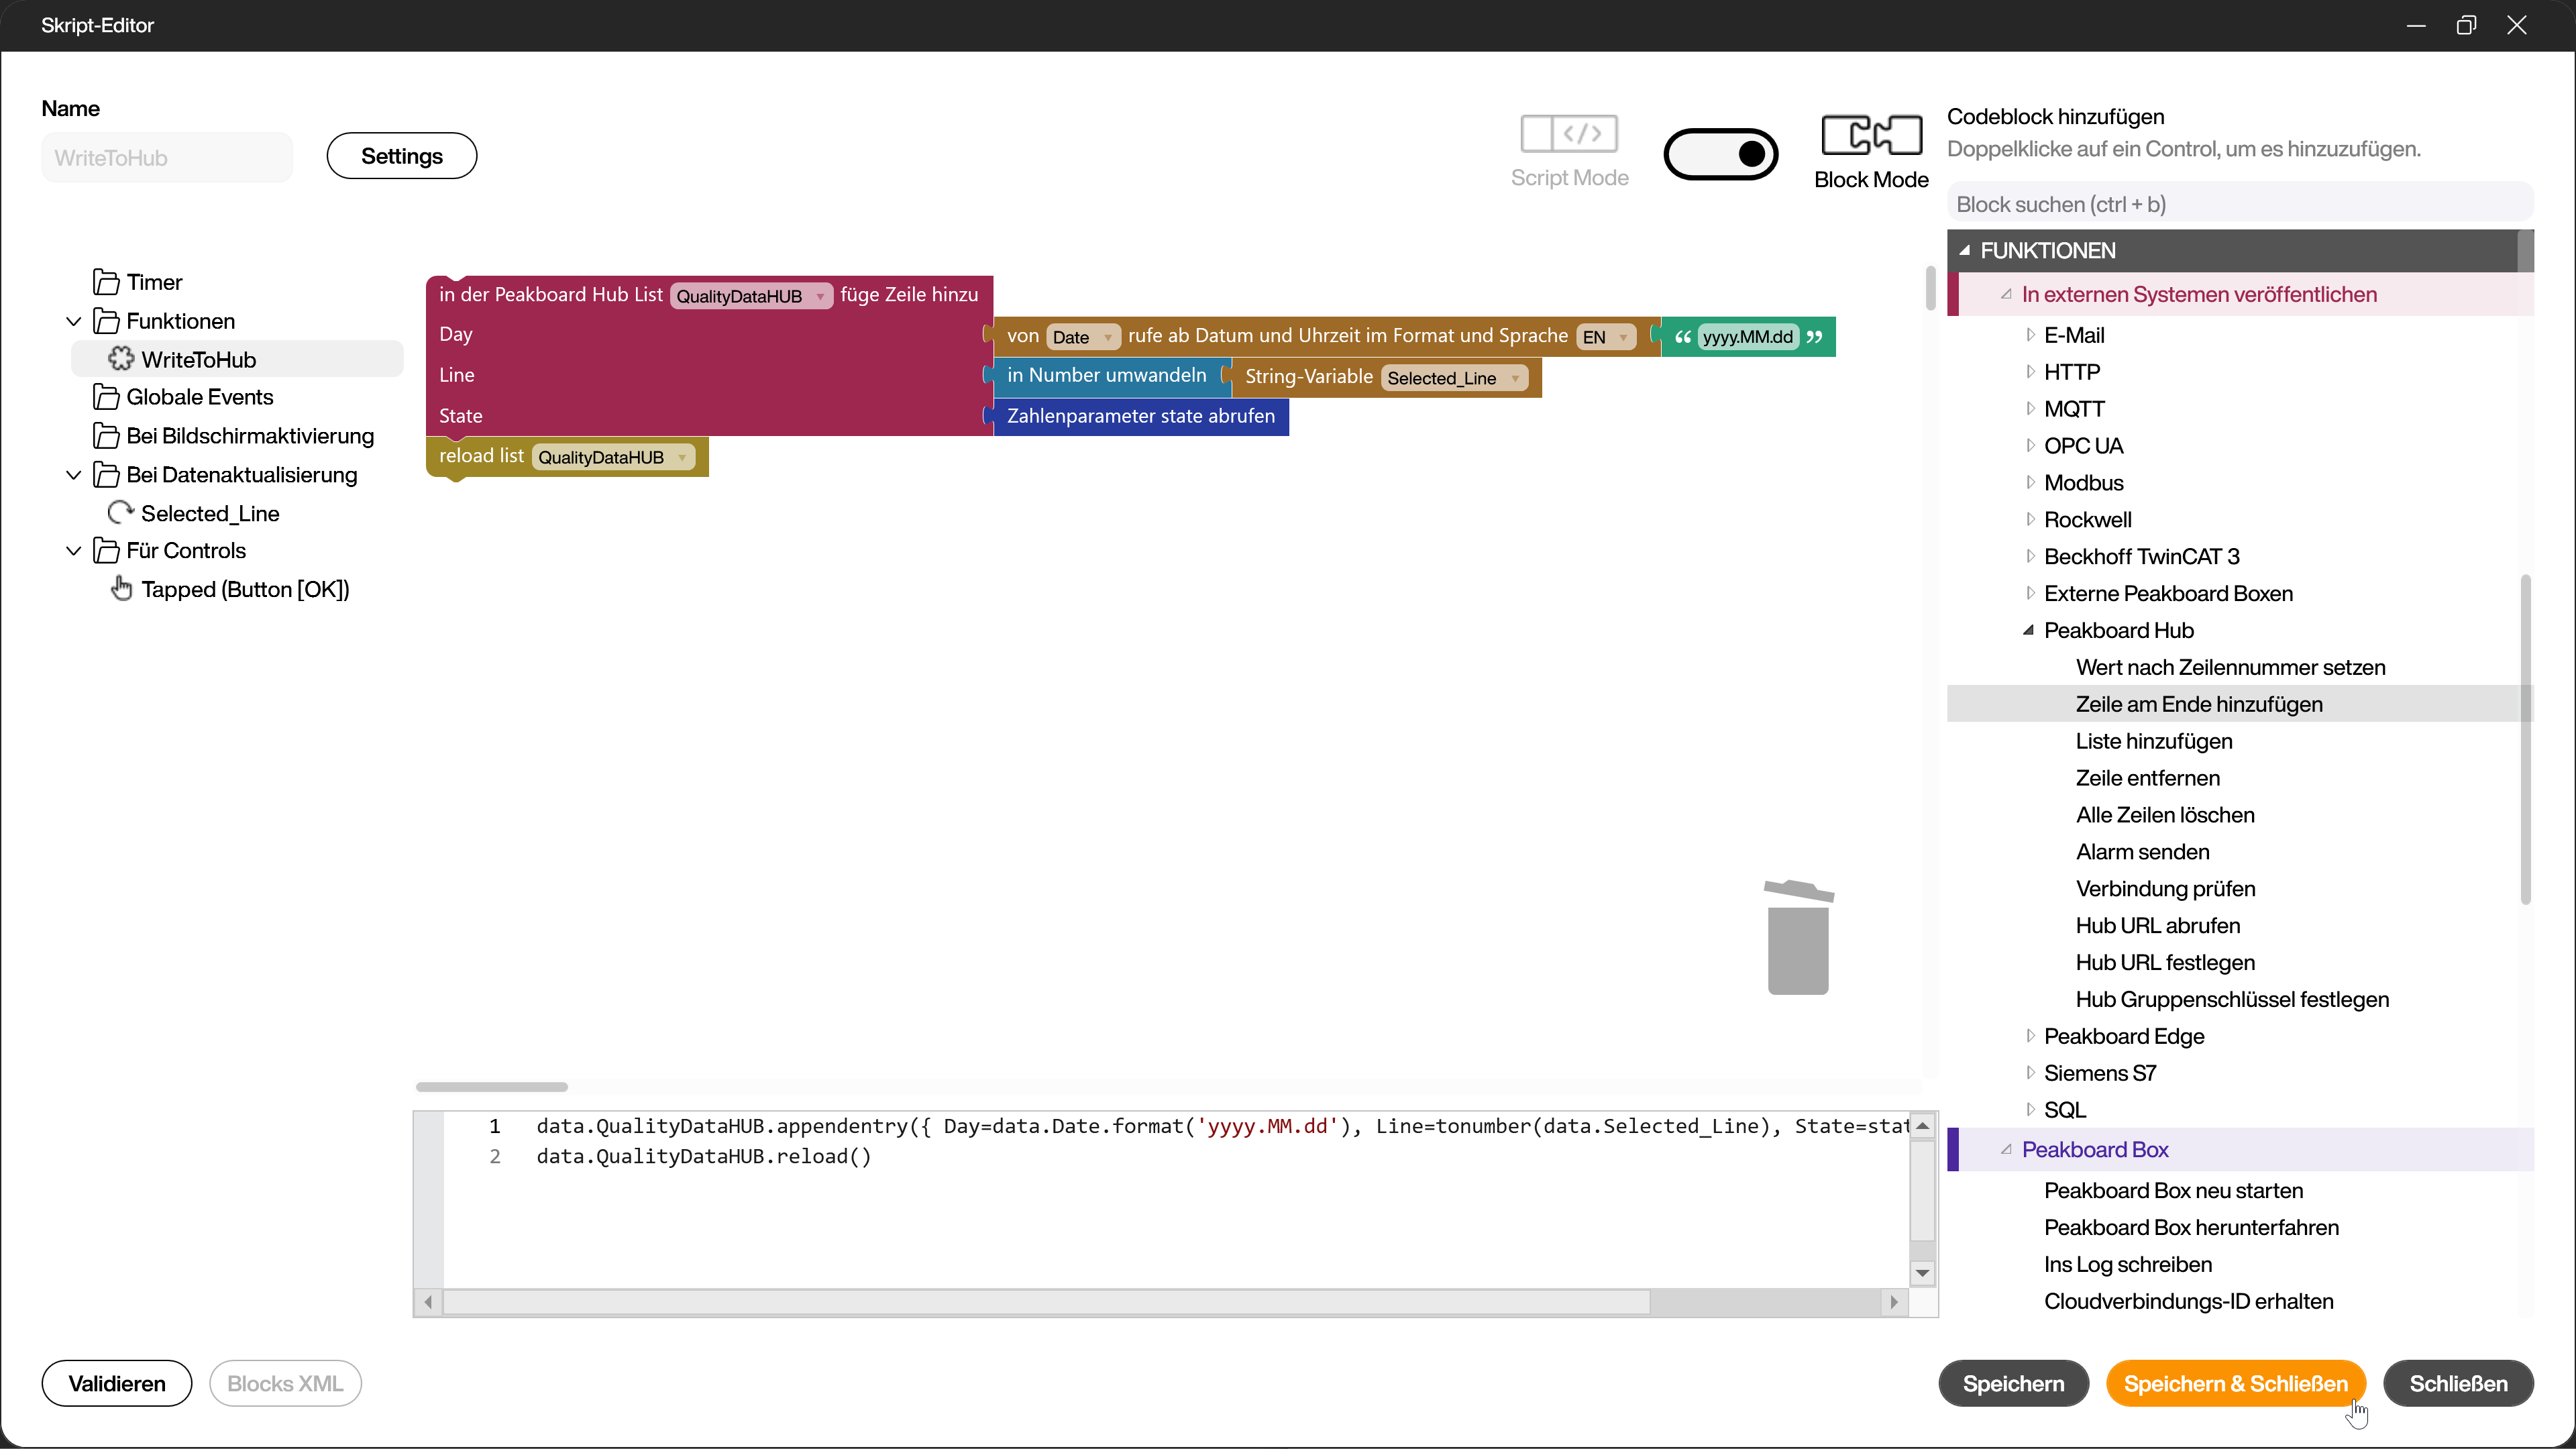 Skript-Editor
Name
WriteToHub
Settings
Script Mode
Block Mode
Timer
Funktionen
WriteToHub
Globale Events
Bei Bildschirmaktivierung
Bei Datenaktualisierung
Selected_Line
Für Controls
Tapped (Button [OK])
in der Peakboard Hub List QualityDataHUB füge Zeile hinzu
Day von Date rufe ab Datum und Uhrzeit im Format und Sprache EN “ yyyy.MM.dd ”
Line in Number umwandeln String-Variable Selected_Line
State Zahlenparameter state abrufen
reload list QualityDataHUB
1 data.QualityDataHUB.appendentry({ Day=data.Date.format('yyyy.MM.dd'), Line=tonumber(data.Selected_Line), State=stat
2 data.QualityDataHUB.reload()
Codeblock hinzufügen
Doppelklicke auf ein Control, um es hinzuzufügen.
Block suchen (ctrl + b)
FUNKTIONEN
In externen Systemen veröffentlichen
E-Mail
HTTP
MQTT
OPC UA
Modbus
Rockwell
Beckhoff TwinCAT 3
Externe Peakboard Boxen
Peakboard Hub
Wert nach Zeilennummer setzen
Zeile am Ende hinzufügen
Liste hinzufügen
Zeile entfernen
Alle Zeilen löschen
Alarm senden
Verbindung prüfen
Hub URL abrufen
Hub URL festlegen
Hub Gruppenschlüssel festlegen
Peakboard Edge
Siemens S7
SQL
Peakboard Box
Peakboard Box neu starten
Peakboard Box herunterfahren
Ins Log schreiben
Cloudverbindungs-ID erhalten
Validieren
Blocks XML
Speichern
Speichern & Schließen
Schließen